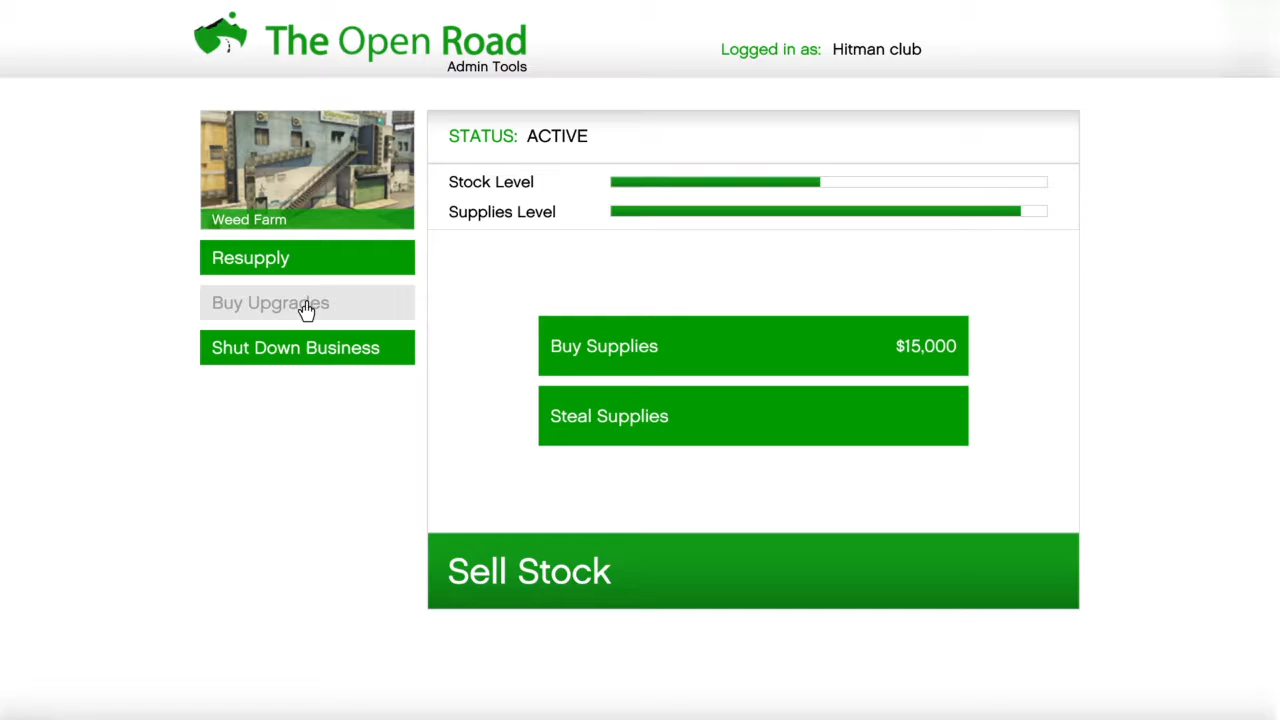 The Open Road
Admin Tools
Logged in as: Hitman club
Weed Farm
Resupply
Buy Upgrades
Shut Down Business
STATUS: ACTIVE
Stock Level
Supplies Level
Buy Supplies $15,000
Steal Supplies
Sell Stock